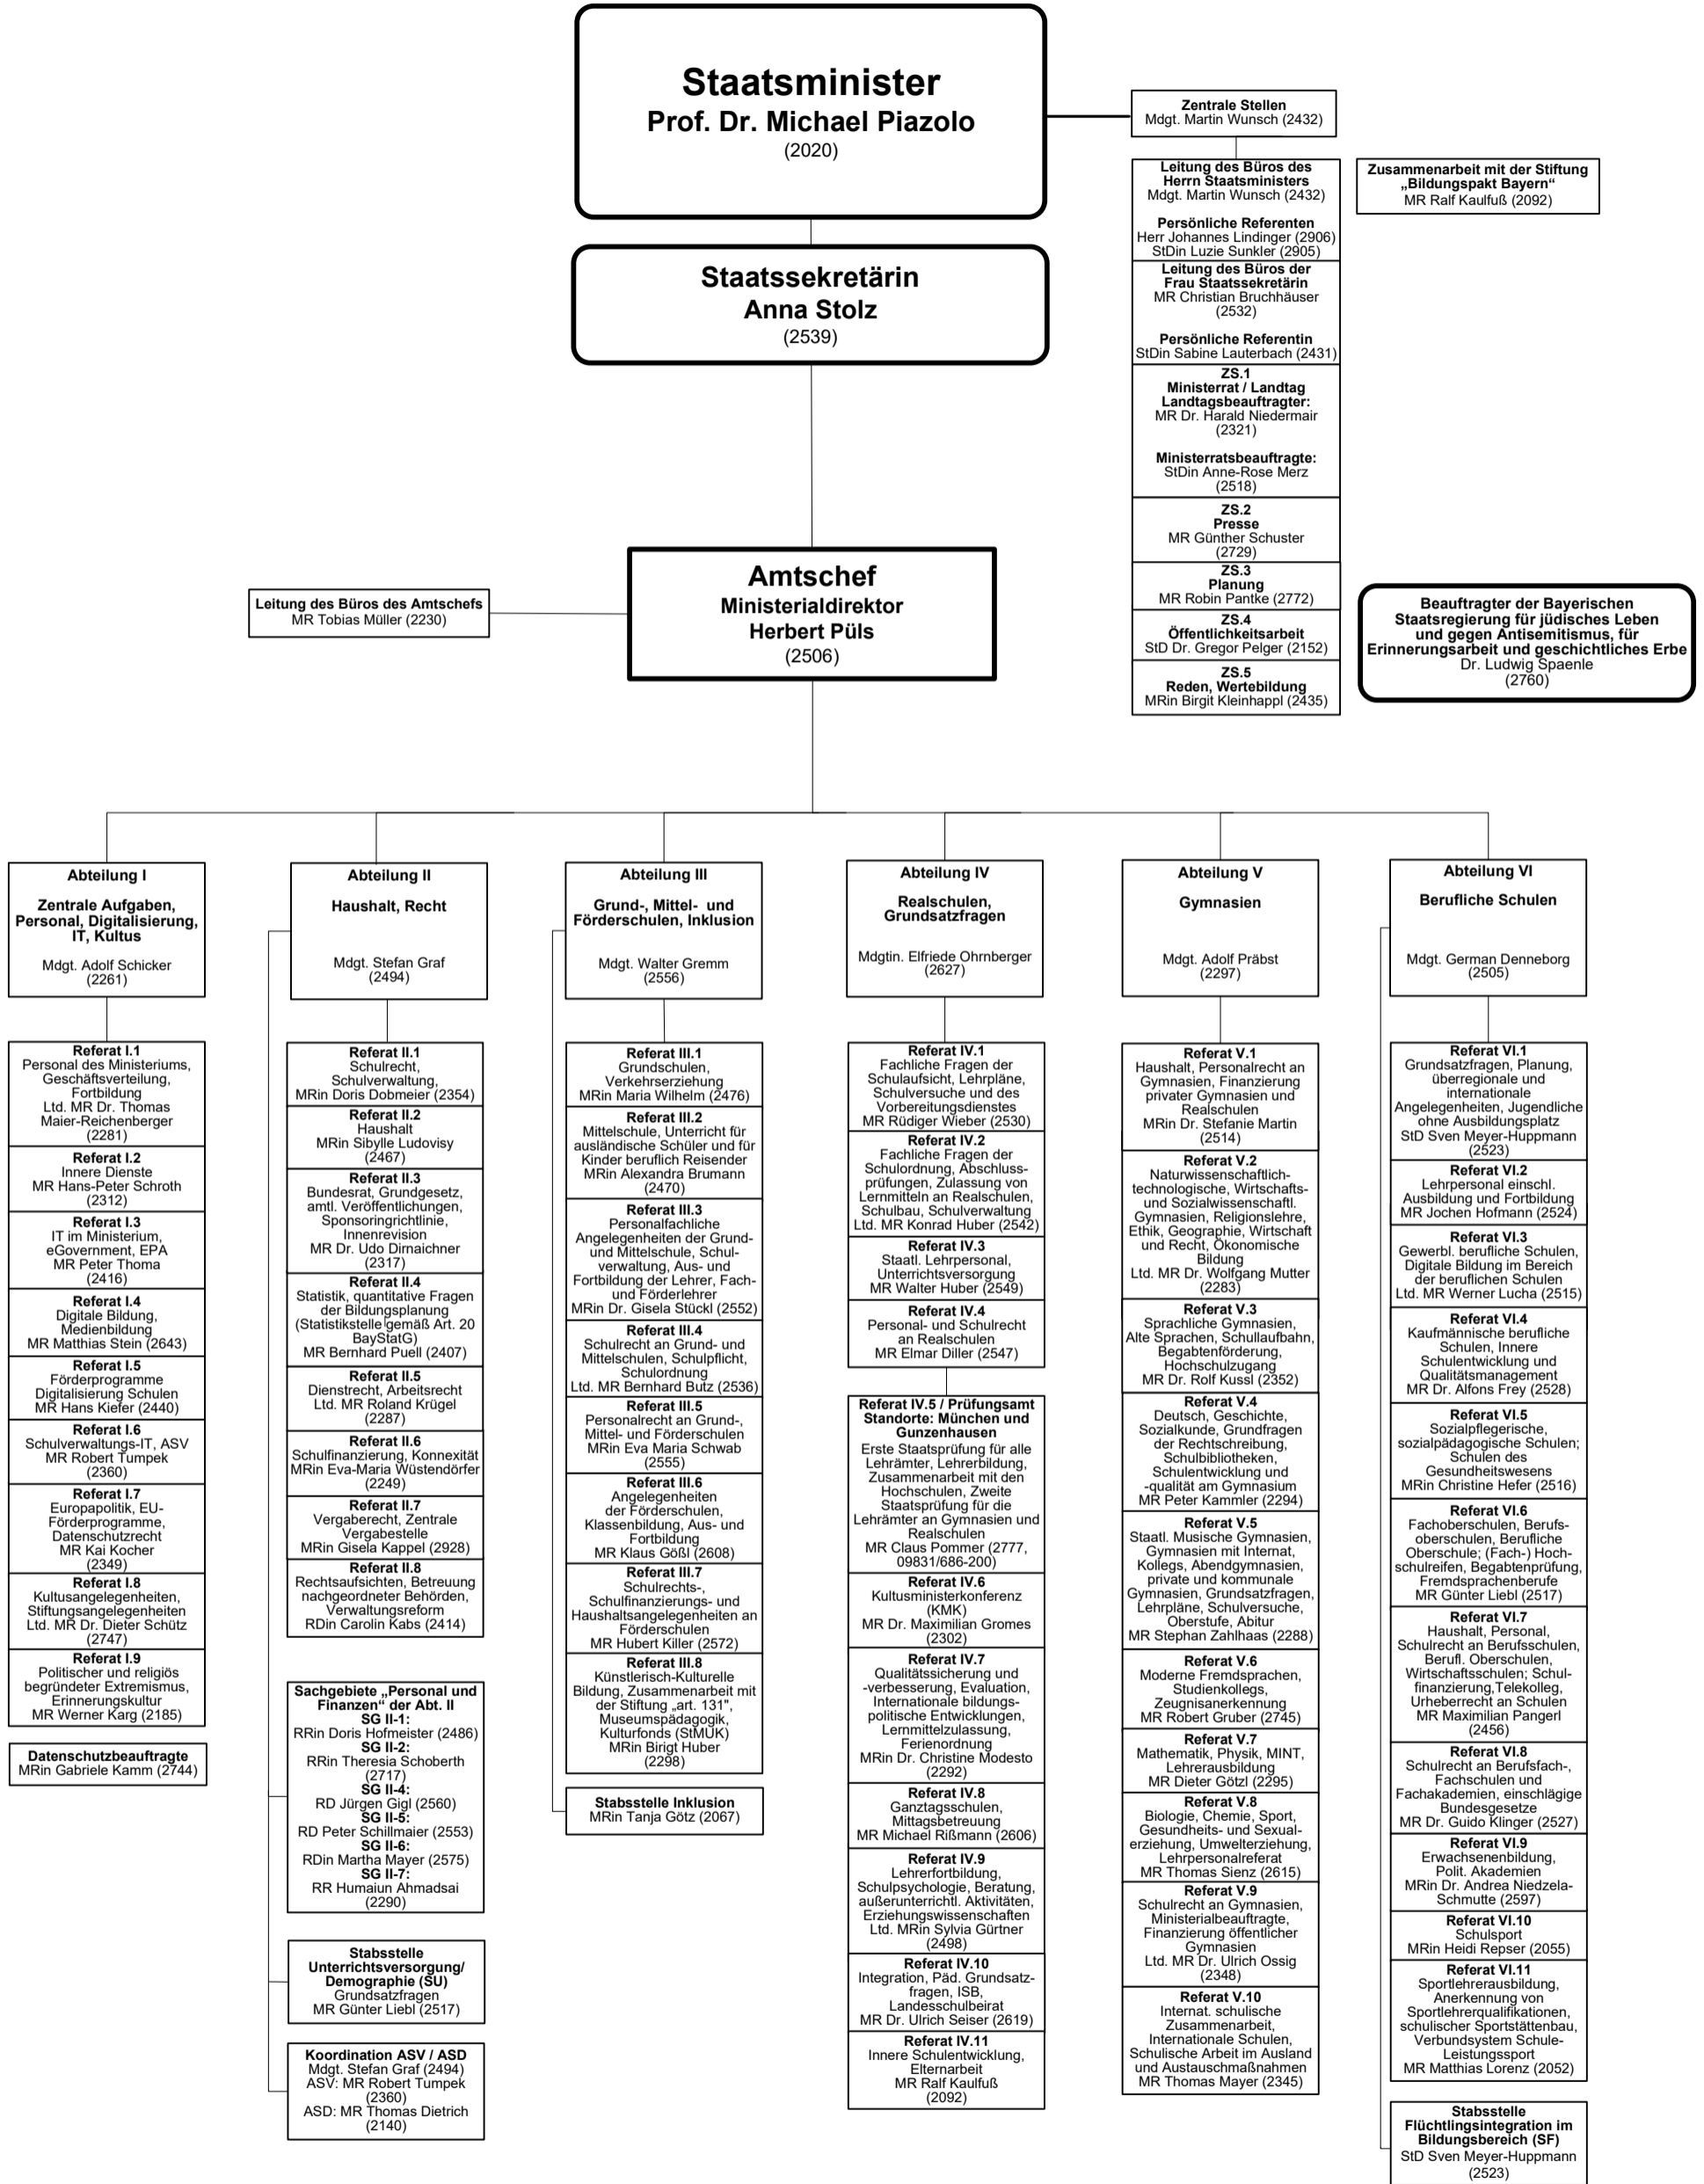 Staatsminister
Prof. Dr. Michael Piazolo
(2020)
Zentrale Stellen
Mdgt. Martin Wunsch (2432)
Leitung des Büros des
Herrn Staatsministers
Mdgt. Martin Wunsch (2432)
Persönliche Referenten
Herr Johannes Lindinger (2906)
StDin Luzie Sunkler (2905)
Leitung des Büros der
Frau Staatssekretärin
MR Christian Bruchhäuser
(2532)
Persönliche Referentin
StDin Sabine Lauterbach (2431)
ZS.1
Ministerrat / Landtag
Landtagsbeauftragter:
MR Dr. Harald Niedermair
(2321)
Ministerratsbeauftragte:
StDin Anne-Rose Merz
(2518)
ZS.2
Presse
MR Günther Schuster
(2729)
ZS.3
Planung
MR Robin Pantke (2772)
ZS.4
Öffentlichkeitsarbeit
StD Dr. Gregor Pelger (2152)
ZS.5
Reden, Wertebildung
MRin Birgit Kleinhappl (2435)
Zusammenarbeit mit der Stiftung
„Bildungspakt Bayern“
MR Ralf Kaulfuß (2092)
Staatssekretärin
Anna Stolz
(2539)
Amtschef
Ministerialdirektor
Herbert Püls
(2506)
Leitung des Büros des Amtschefs
MR Tobias Müller (2230)
Beauftragter der Bayerischen
Staatsregierung für jüdisches Leben
und gegen Antisemitismus, für
Erinnerungsarbeit und geschichtliches Erbe
Dr. Ludwig Spaenle
(2760)
Abteilung I
Zentrale Aufgaben,
Personal, Digitalisierung,
IT, Kultus
Mdgt. Adolf Schicker
(2261)
Referat I.1
Personal des Ministeriums,
Geschäftsverteilung,
Fortbildung
Ltd. MR Dr. Thomas
Maier-Reichenberger
(2281)
Referat I.2
Innere Dienste
MR Hans-Peter Schroth
(2312)
Referat I.3
IT im Ministerium,
eGovernment, EPA
MR Peter Thoma
(2416)
Referat I.4
Digitale Bildung,
Medienbildung
MR Matthias Stein (2643)
Referat I.5
Förderprogramme
Digitalisierung Schulen
MR Hans Kiefer (2440)
Referat I.6
Schulverwaltungs-IT, ASV
MR Robert Tumpek
(2360)
Referat I.7
Europapolitik, EU-
Förderprogramme,
Datenschutzrecht
MR Kai Kocher
(2349)
Referat I.8
Kultusangelegenheiten,
Stiftungsangelegenheiten
Ltd. MR Dr. Dieter Schütz
(2747)
Referat I.9
Politischer und religiös
begründeter Extremismus,
Erinnerungskultur
MR Werner Karg (2185)
Datenschutzbeauftragte
MRin Gabriele Kamm (2744)
Abteilung II
Haushalt, Recht
Mdgt. Stefan Graf
(2494)
Referat II.1
Schulrecht,
Schulverwaltung,
MRin Doris Dobmeier (2354)
Referat II.2
Haushalt
MRin Sibylle Ludovisy
(2467)
Referat II.3
Bundesrat, Grundgesetz,
amtl. Veröffentlichungen,
Sponsoringrichtlinie,
Innenrevision
MR Dr. Udo Dirnaichner
(2317)
Referat II.4
Statistik, quantitative Fragen
der Bildungsplanung
(Statistikstelle gemäß Art. 20
BayStatG)
MR Bernhard Puell (2407)
Referat II.5
Dienstrecht, Arbeitsrecht
Ltd. MR Roland Krügel
(2287)
Referat II.6
Schulfinanzierung, Konnexität
MRin Eva-Maria Wüstendörfer
(2249)
Referat II.7
Vergaberecht, Zentrale
Vergabestelle
MRin Gisela Kappel (2928)
Referat II.8
Rechtsaufsichten, Betreuung
nachgeordneter Behörden,
Verwaltungsreform
RDin Carolin Kabs (2414)
Sachgebiete „Personal und
Finanzen“ der Abt. II
SG II-1:
RRin Doris Hofmeister (2486)
SG II-2:
RRin Theresia Schoberth
(2717)
SG II-4:
RD Jürgen Gigl (2560)
SG II-5:
RD Peter Schillmaier (2553)
SG II-6:
RDin Martha Mayer (2575)
SG II-7:
RR Humaiun Ahmadsai
(2290)
Stabsstelle
Unterrichtsversorgung/
Demographie (SU)
Grundsatzfragen
MR Günter Liebl (2517)
Koordination ASV / ASD
Mdgt. Stefan Graf (2494)
ASV: MR Robert Tumpek
(2360)
ASD: MR Thomas Dietrich
(2140)
Abteilung III
Grund-, Mittel- und
Förderschulen, Inklusion
Mdgt. Walter Gremm
(2556)
Referat III.1
Grundschulen,
Verkehrserziehung
MRin Maria Wilhelm (2476)
Referat III.2
Mittelschule, Unterricht für
ausländische Schüler und für
Kinder beruflich Reisender
MRin Alexandra Brumann
(2470)
Referat III.3
Personalfachliche
Angelegenheiten der Grund-
und Mittelschule, Schul-
verwaltung, Aus- und
Fortbildung der Lehrer, Fach-
und Förderlehrer
MRin Dr. Gisela Stückl (2552)
Referat III.4
Schulrecht an Grund- und
Mittelschulen, Schulpflicht,
Schulordnung
Ltd. MR Bernhard Butz (2536)
Referat III.5
Personalrecht an Grund-,
Mittel- und Förderschulen
MRin Eva Maria Schwab
(2555)
Referat III.6
Angelegenheiten
der Förderschulen,
Klassenbildung, Aus- und
Fortbildung
MR Klaus Gößl (2608)
Referat III.7
Schulrechts-,
Schulfinanzierungs- und
Haushaltsangelegenheiten an
Förderschulen
MR Hubert Killer (2572)
Referat III.8
Künstlerisch-Kulturelle
Bildung, Zusammenarbeit mit
der Stiftung „art. 131",
Museumspädagogik,
Kulturfonds (StMUK)
MRin Birigt Huber
(2298)
Stabsstelle Inklusion
MRin Tanja Götz (2067)
Abteilung IV
Realschulen,
Grundsatzfragen
Mdgtin. Elfriede Ohrnberger
(2627)
Referat IV.1
Fachliche Fragen der
Schulaufsicht, Lehrpläne,
Schulversuche und des
Vorbereitungsdienstes
MR Rüdiger Wieber (2530)
Referat IV.2
Fachliche Fragen der
Schulordnung, Abschluss-
prüfungen, Zulassung von
Lernmitteln an Realschulen,
Schulbau, Schulverwaltung
Ltd. MR Konrad Huber (2542)
Referat IV.3
Staatl. Lehrpersonal,
Unterrichtsversorgung
MR Walter Huber (2549)
Referat IV.4
Personal- und Schulrecht
an Realschulen
MR Elmar Diller (2547)
Referat IV.5 / Prüfungsamt
Standorte: München und
Gunzenhausen
Erste Staatsprüfung für alle
Lehrämter, Lehrerbildung,
Zusammenarbeit mit den
Hochschulen, Zweite
Staatsprüfung für die
Lehrämter an Gymnasien und
Realschulen
MR Claus Pommer (2777,
09831/686-200)
Referat IV.6
Kultusministerkonferenz
(KMK)
MR Dr. Maximilian Gromes
(2302)
Referat IV.7
Qualitätssicherung und
-verbesserung, Evaluation,
Internationale bildungs-
politische Entwicklungen,
Lernmittelzulassung,
Ferienordnung
MRin Dr. Christine Modesto
(2292)
Referat IV.8
Ganztagsschulen,
Mittagsbetreuung
MR Michael Rißmann (2606)
Referat IV.9
Lehrerfortbildung,
Schulpsychologie, Beratung,
außerunterrichtl. Aktivitäten,
Erziehungswissenschaften
Ltd. MRin Sylvia Gürtner
(2498)
Referat IV.10
Integration, Päd. Grundsatz-
fragen, ISB,
Landesschulbeirat
MR Dr. Ulrich Seiser (2619)
Referat IV.11
Innere Schulentwicklung,
Elternarbeit
MR Ralf Kaulfuß
(2092)
Abteilung V
Gymnasien
Mdgt. Adolf Präbst
(2297)
Referat V.1
Haushalt, Personalrecht an
Gymnasien, Finanzierung
privater Gymnasien und
Realschulen
MRin Dr. Stefanie Martin
(2514)
Referat V.2
Naturwissenschaftlich-
technologische, Wirtschafts-
und Sozialwissenschaftl.
Gymnasien, Religionslehre,
Ethik, Geographie, Wirtschaft
und Recht, Ökonomische
Bildung
Ltd. MR Dr. Wolfgang Mutter
(2283)
Referat V.3
Sprachliche Gymnasien,
Alte Sprachen, Schullaufbahn,
Begabtenförderung,
Hochschulzugang
MR Dr. Rolf Kussl (2352)
Referat V.4
Deutsch, Geschichte,
Sozialkunde, Grundfragen
der Rechtschreibung,
Schulbibliotheken,
Schulentwicklung und
-qualität am Gymnasium
MR Peter Kammler (2294)
Referat V.5
Staatl. Musische Gymnasien,
Gymnasien mit Internat,
Kollegs, Abendgymnasien,
private und kommunale
Gymnasien, Grundsatzfragen,
Lehrpläne, Schulversuche,
Oberstufe, Abitur
MR Stephan Zahlhaas (2288)
Referat V.6
Moderne Fremdsprachen,
Studienkollegs,
Zeugnisanerkennung
MR Robert Gruber (2745)
Referat V.7
Mathematik, Physik, MINT,
Lehrerausbildung
MR Dieter Götzl (2295)
Referat V.8
Biologie, Chemie, Sport,
Gesundheits- und Sexual-
erziehung, Umwelterziehung,
Lehrpersonalreferat
MR Thomas Sienz (2615)
Referat V.9
Schulrecht an Gymnasien,
Ministerialbeauftragte,
Finanzierung öffentlicher
Gymnasien
Ltd. MR Dr. Ulrich Ossig
(2348)
Referat V.10
Internat. schulische
Zusammenarbeit,
Internationale Schulen,
Schulische Arbeit im Ausland
und Austauschmaßnahmen
MR Thomas Mayer (2345)
Abteilung VI
Berufliche Schulen
Mdgt. German Denneborg
(2505)
Referat VI.1
Grundsatzfragen, Planung,
überregionale und
internationale
Angelegenheiten, Jugendliche
ohne Ausbildungsplatz
StD Sven Meyer-Huppmann
(2523)
Referat VI.2
Lehrpersonal einschl.
Ausbildung und Fortbildung
MR Jochen Hofmann (2524)
Referat VI.3
Gewerbl. berufliche Schulen,
Digitale Bildung im Bereich
der beruflichen Schulen
Ltd. MR Werner Lucha (2515)
Referat VI.4
Kaufmännische berufliche
Schulen, Innere
Schulentwicklung und
Qualitätsmanagement
MR Dr. Alfons Frey (2528)
Referat VI.5
Sozialpflegerische,
sozialpädagogische Schulen;
Schulen des
Gesundheitswesens
MRin Christine Hefer (2516)
Referat VI.6
Fachoberschulen, Berufs-
oberschulen, Berufliche
Oberschule; (Fach-) Hoch-
schulreifen, Begabtenprüfung,
Fremdsprachenberufe
MR Günter Liebl (2517)
Referat VI.7
Haushalt, Personal,
Schulrecht an Berufsschulen,
Berufl. Oberschulen,
Wirtschaftsschulen; Schul-
finanzierung,Telekolleg,
Urheberrecht an Schulen
MR Maximilian Pangerl
(2456)
Referat VI.8
Schulrecht an Berufsfach-,
Fachschulen und
Fachakademien, einschlägige
Bundesgesetze
MR Dr. Guido Klinger (2527)
Referat VI.9
Erwachsenenbildung,
Polit. Akademien
MRin Dr. Andrea Niedzela-
Schmutte (2597)
Referat VI.10
Schulsport
MRin Heidi Repser (2055)
Referat VI.11
Sportlehrerausbildung,
Anerkennung von
Sportlehrerqualifikationen,
schulischer Sportstättenbau,
Verbundsystem Schule-
Leistungssport
MR Matthias Lorenz (2052)
Stabsstelle
Flüchtlingsintegration im
Bildungsbereich (SF)
StD Sven Meyer-Huppmann
(2523)